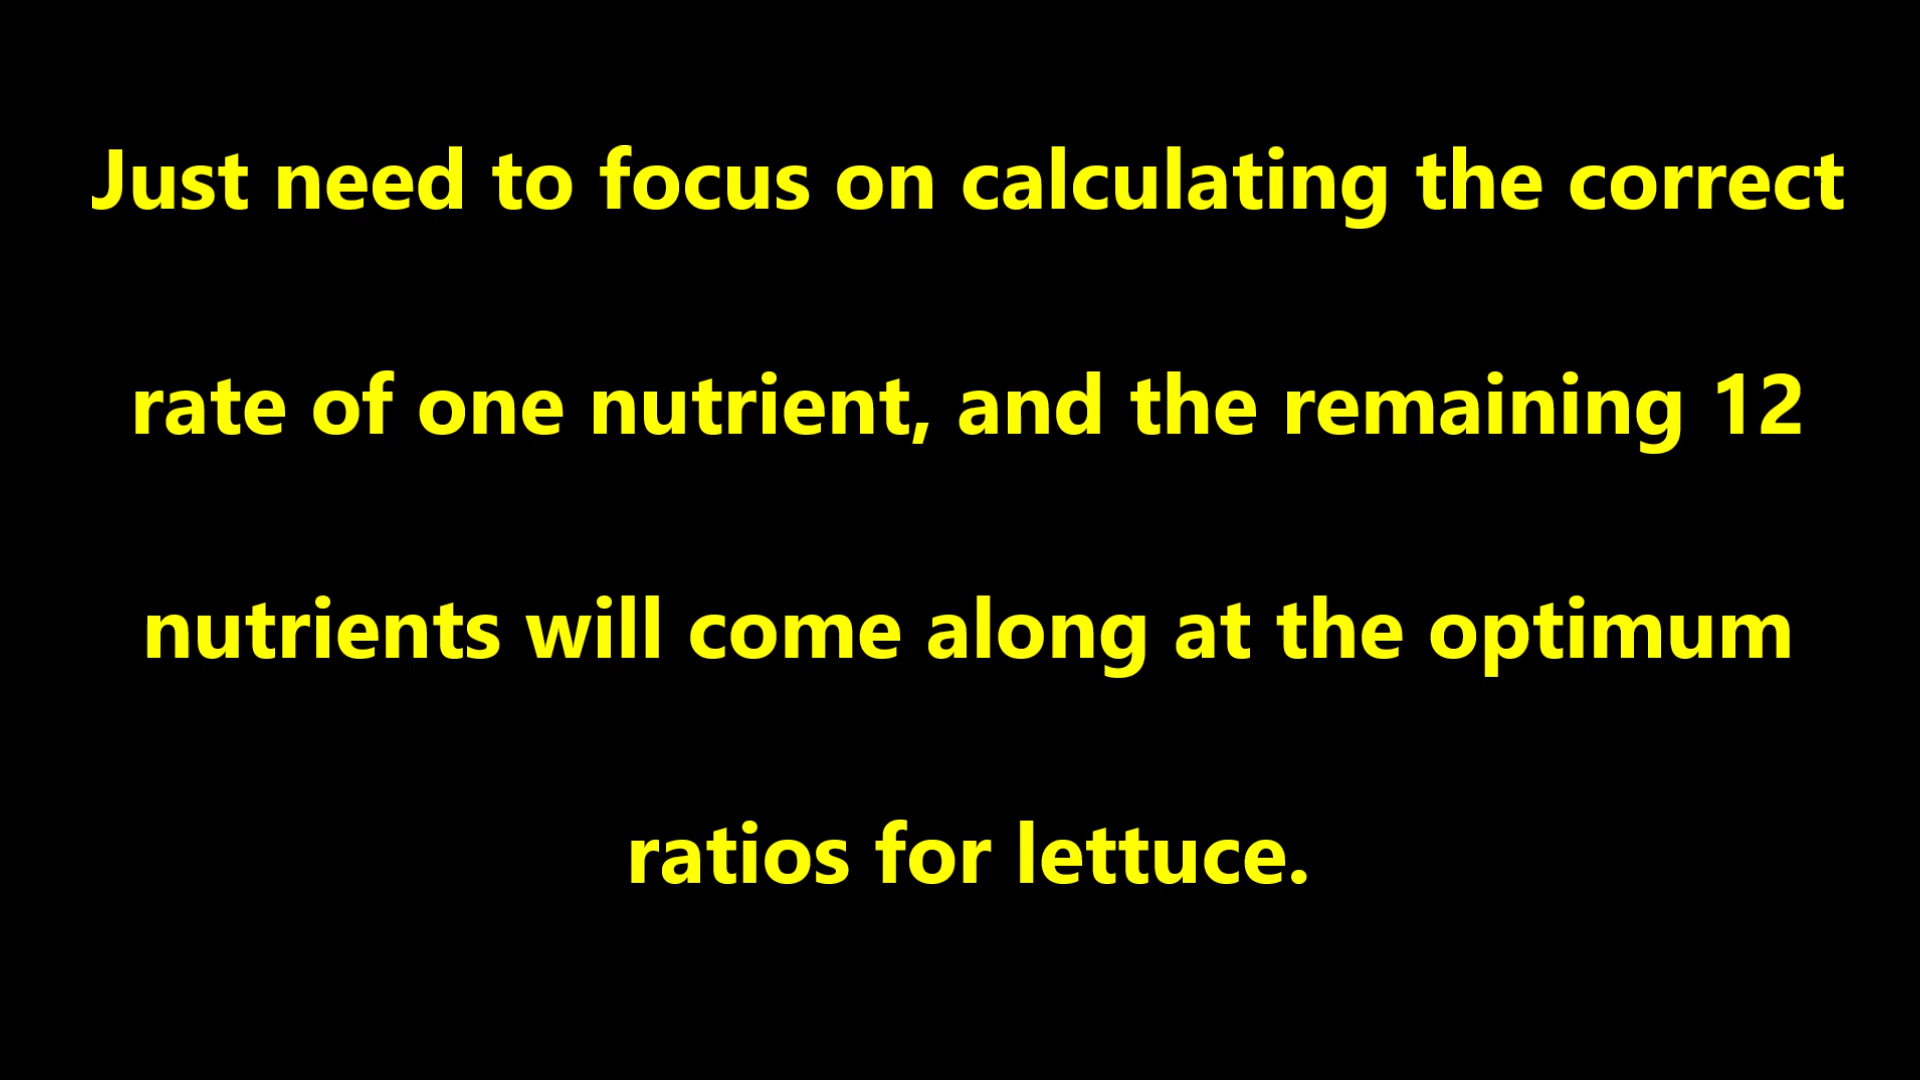 Just need to focus on calculating the correct
rate of one nutrient, and the remaining 12
nutrients will come along at the optimum
ratios for lettuce.